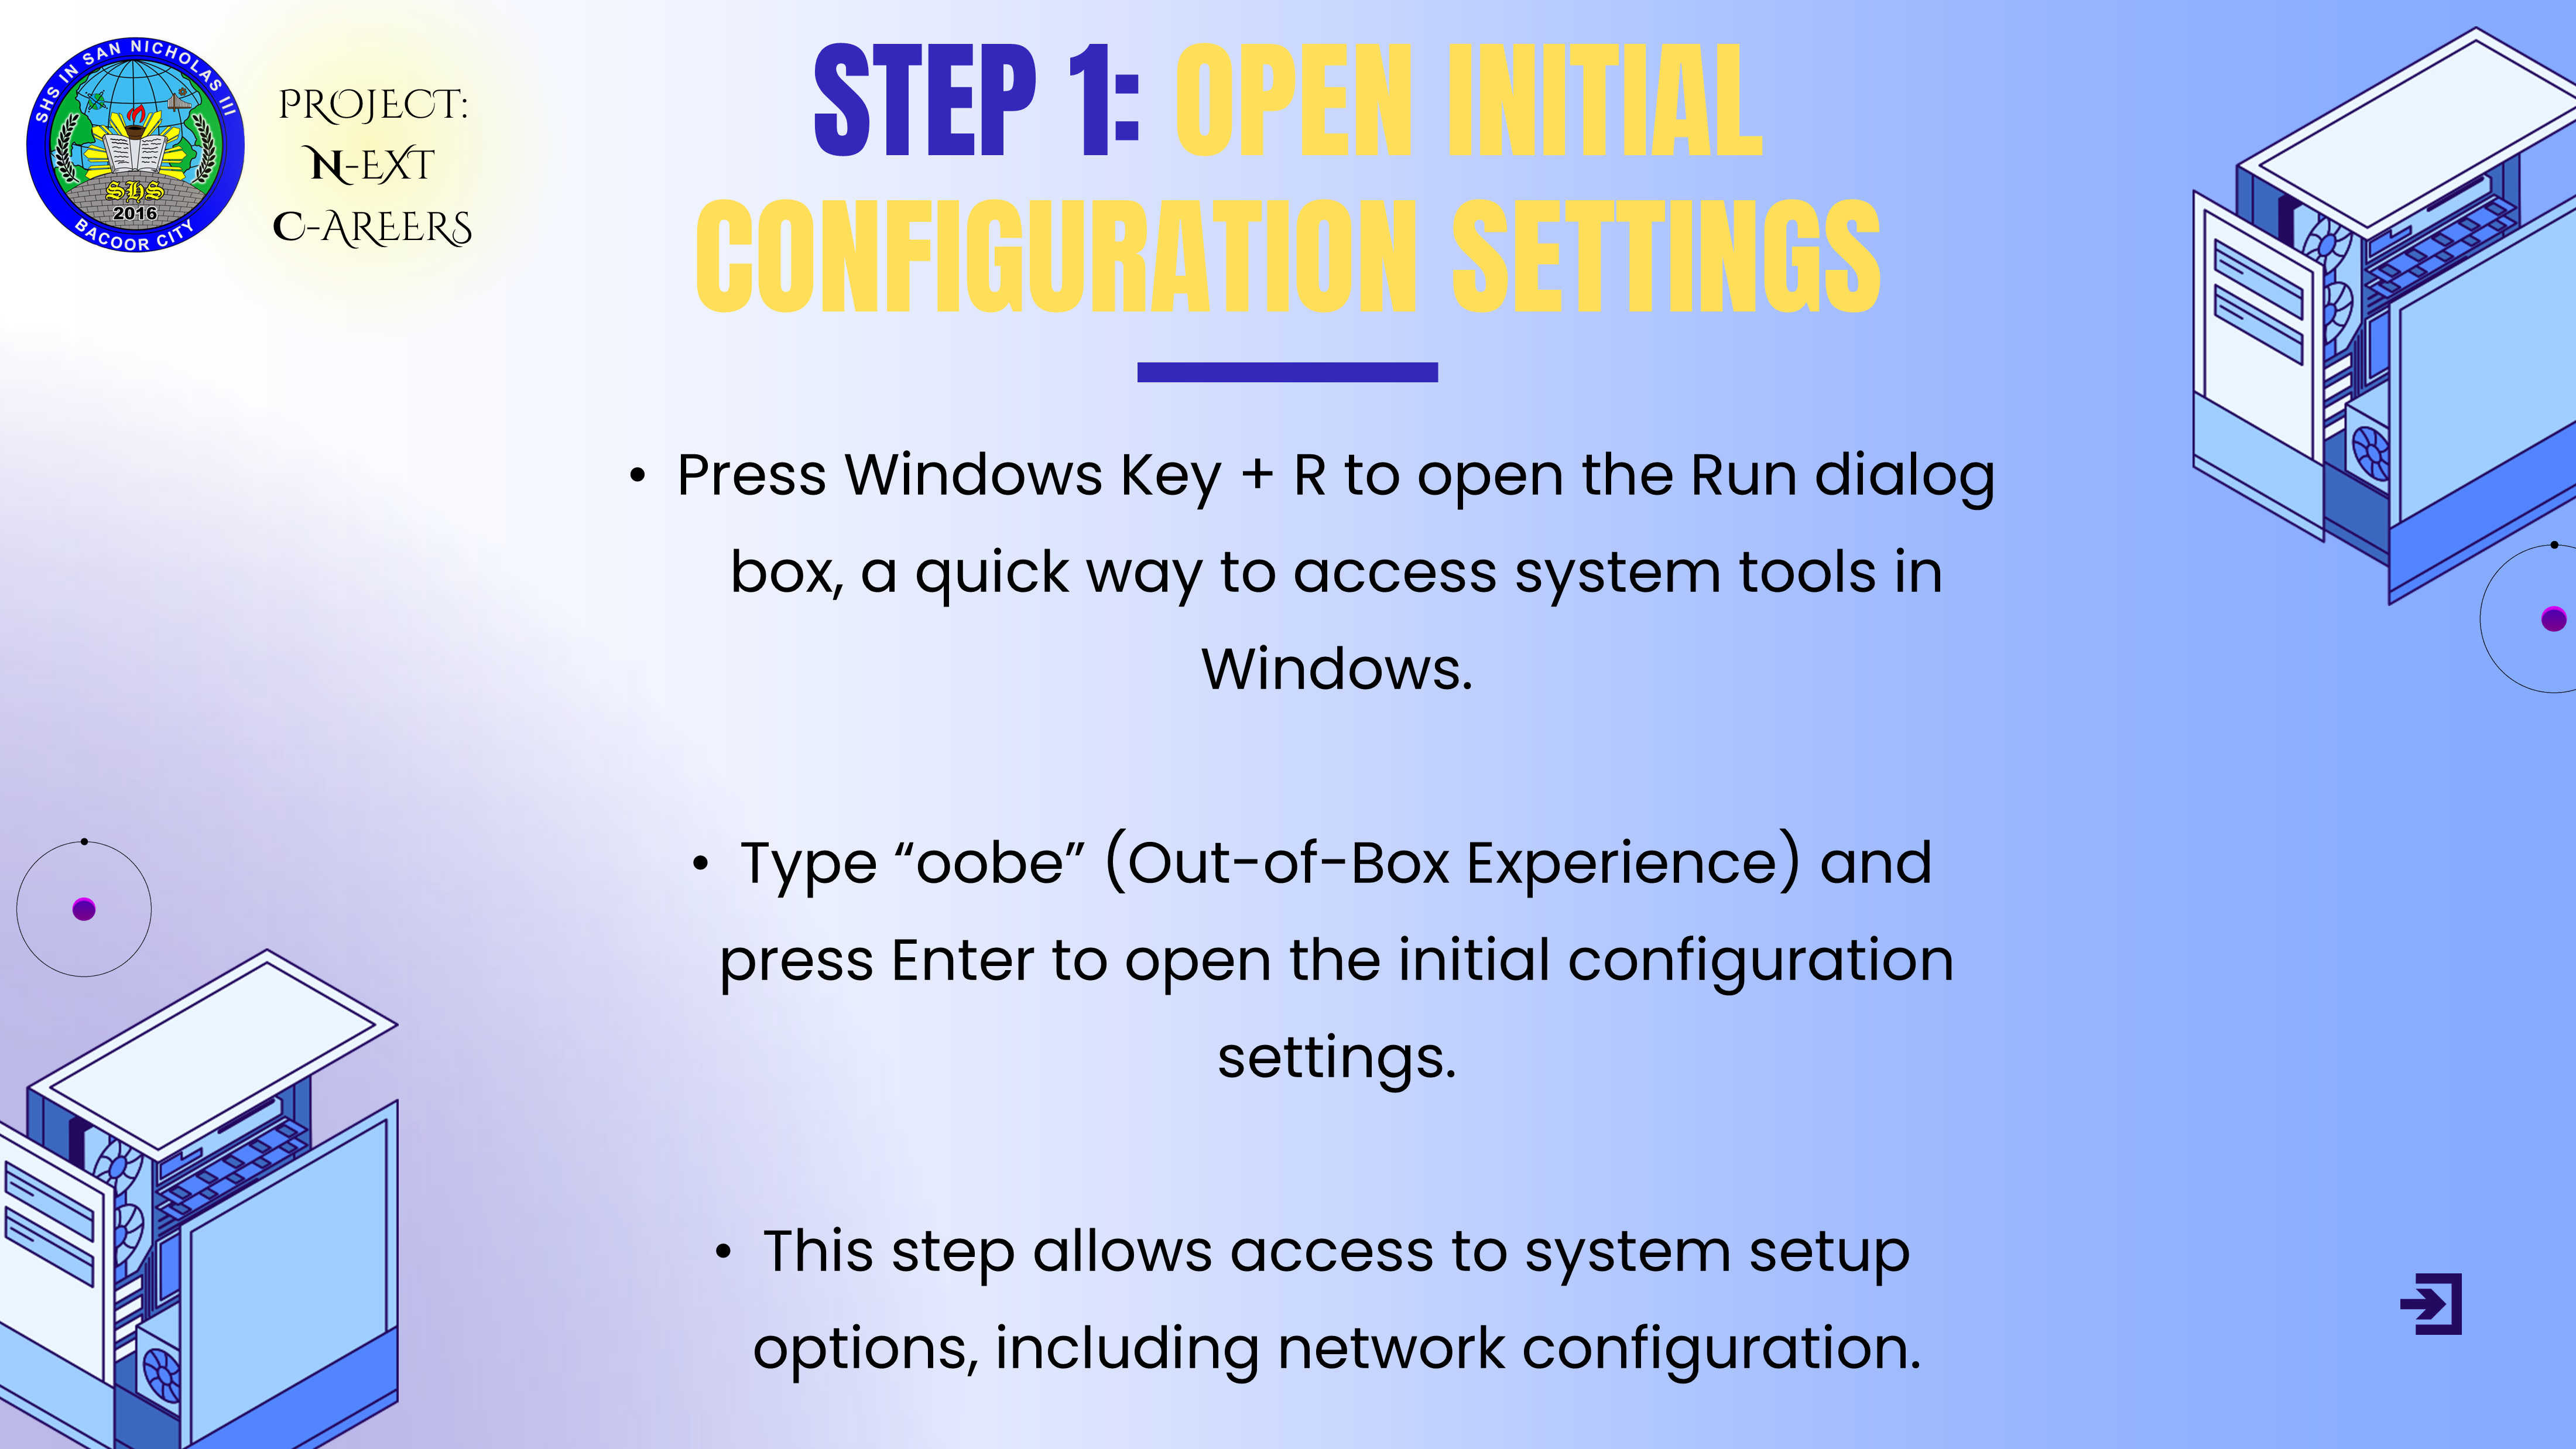 SHS IN SAN NICHOLAS III
SHS
2016
BACOOR CITY
PROJECT:
N-EXT
C-AREERS
STEP 1: OPEN INITIAL
CONFIGURATION SETTINGS
• Press Windows Key + R to open the Run dialog
box, a quick way to access system tools in
Windows.
• Type “oobe” (Out-of-Box Experience) and
press Enter to open the initial configuration
settings.
• This step allows access to system setup
options, including network configuration.